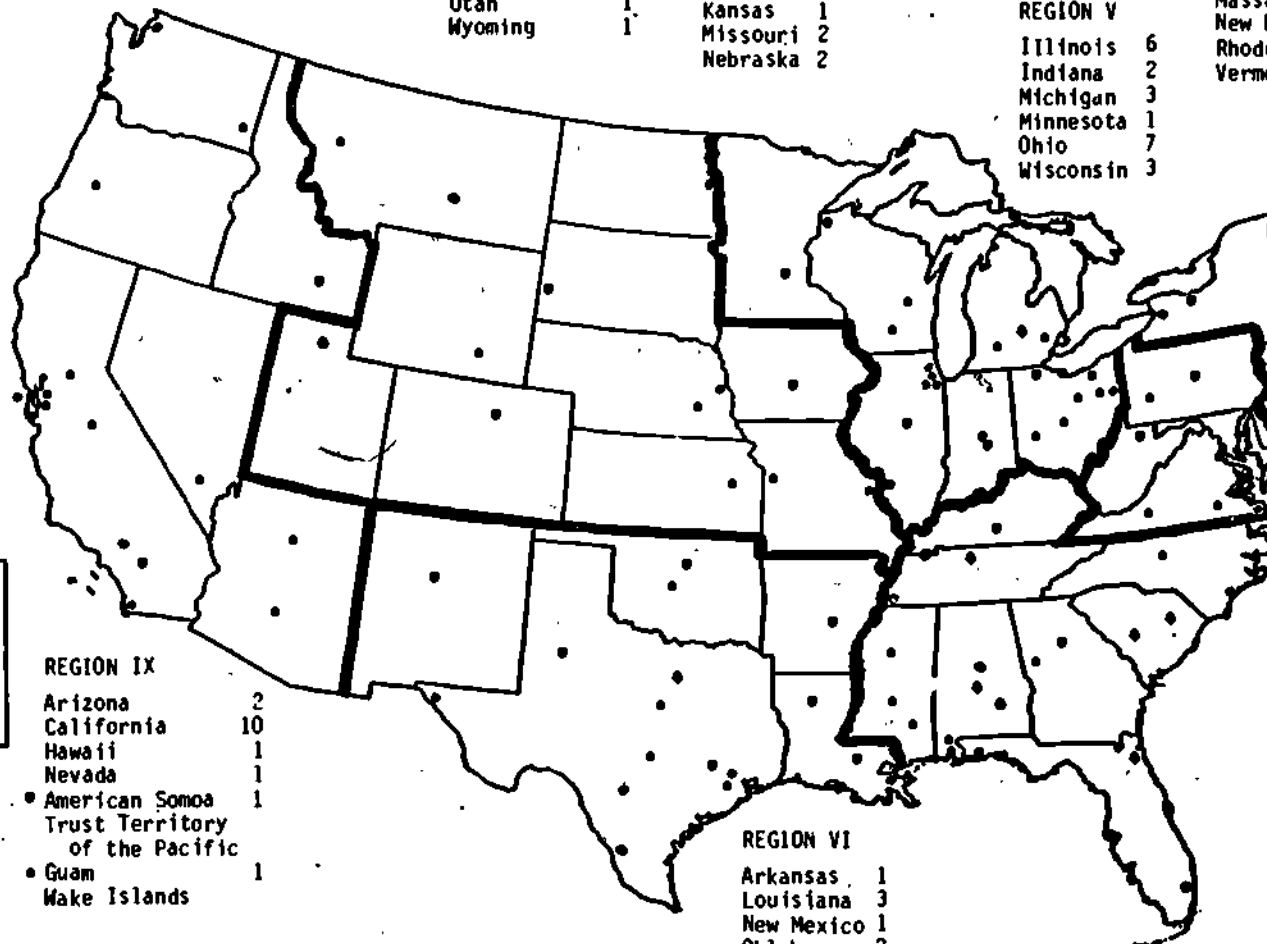 Utah 1
Wyoming 1
Kansas 1
Missouri 2
Nebraska 2
REGION V
Illinois 6
Indiana 2
Michigan 3
Minnesota 1
Ohio 7
Wisconsin 3
New
REGION IX
Arizona 2
California 10
Hawaii 1
Nevada 1
American Somoa 1
Trust Territory
of the Pacific
Guam 1
Wake Islands
REGION VI
Arkansas 1
Louisiana 3
New Mexico 1